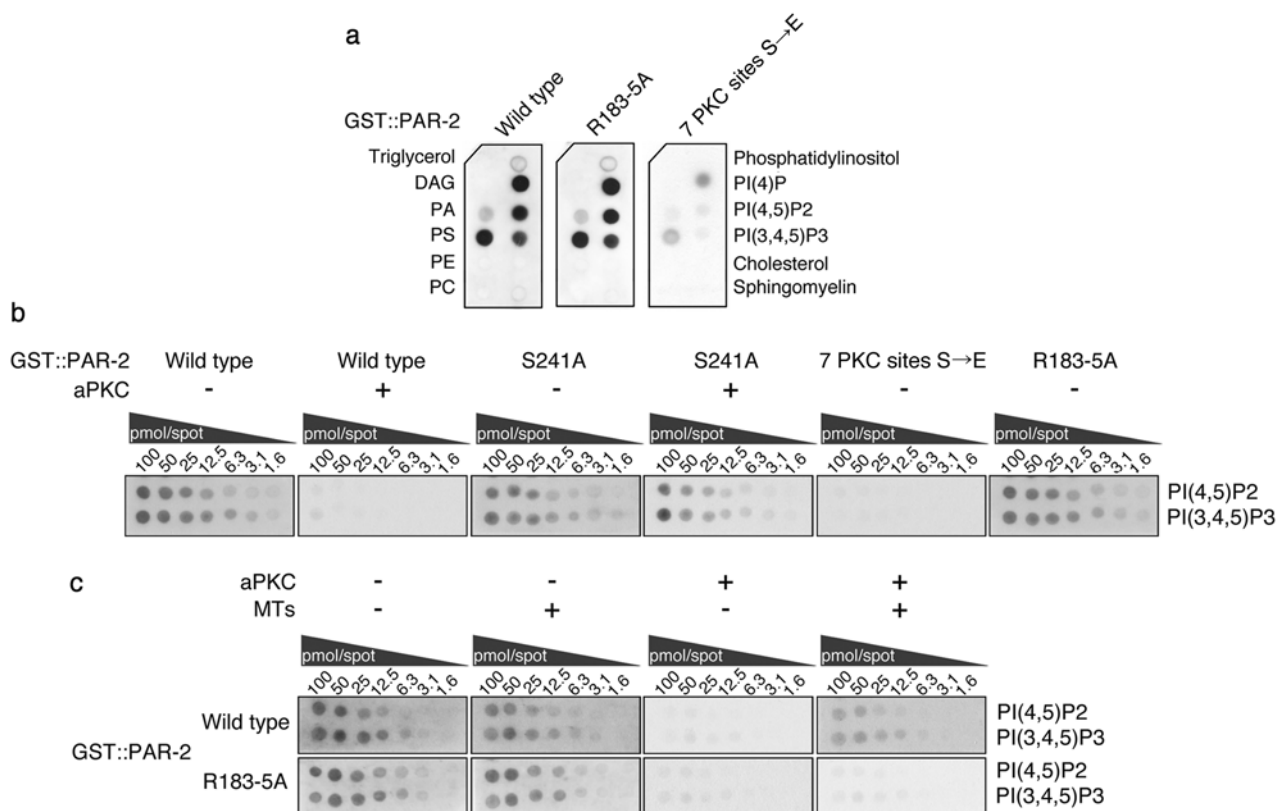 a
GST::PAR-2 Wild type R183-5A 7 PKC sites S→E
Triglycerol Phosphatidylinositol
DAG PI(4)P
PA PI(4,5)P2
PS PI(3,4,5)P3
PE Cholesterol
PC Sphingomyelin
b
GST::PAR-2 Wild type Wild type S241A S241A 7 PKC sites S→E R183-5A
aPKC - + - + - -
pmol/spot pmol/spot pmol/spot pmol/spot pmol/spot pmol/spot
100 50 25 12.5 6.3 3.1 1.6 100 50 25 12.5 6.3 3.1 1.6 100 50 25 12.5 6.3 3.1 1.6 100 50 25 12.5 6.3 3.1 1.6 100 50 25 12.5 6.3 3.1 1.6 100 50 25 12.5 6.3 3.1 1.6
PI(4,5)P2
PI(3,4,5)P3
c
aPKC - - + +
MTs - + - +
pmol/spot pmol/spot pmol/spot pmol/spot
100 50 25 12.5 6.3 3.1 1.6 100 50 25 12.5 6.3 3.1 1.6 100 50 25 12.5 6.3 3.1 1.6 100 50 25 12.5 6.3 3.1 1.6
GST::PAR-2
Wild type PI(4,5)P2
PI(3,4,5)P3
R183-5A PI(4,5)P2
PI(3,4,5)P3